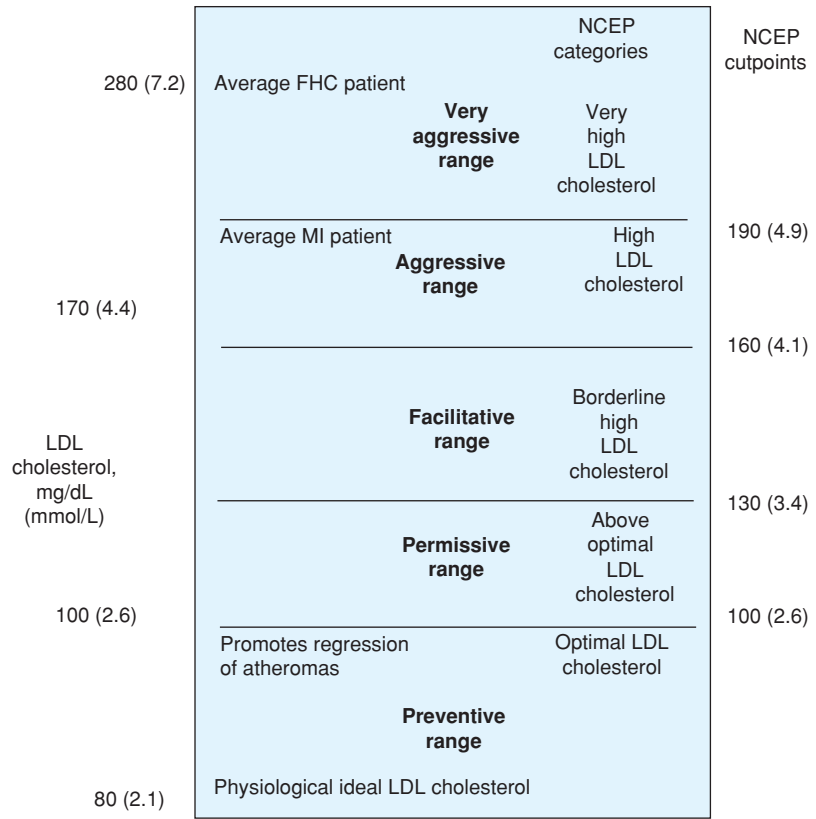 NCEP
categories
NCEP
cutpoints
280 (7.2)
Average FHC patient
Very
aggressive
range
Very
high
LDL
cholesterol
190 (4.9)
Average MI patient
Aggressive
range
High
LDL
cholesterol
170 (4.4)
160 (4.1)
Facilitative
range
Borderline
high
LDL
cholesterol
LDL
cholesterol,
mg/dL
(mmol/L)
130 (3.4)
Permissive
range
Above
optimal
LDL
cholesterol
100 (2.6)
100 (2.6)
Promotes regression
of atheromas
Optimal LDL
cholesterol
Preventive
range
Physiological ideal LDL cholesterol
80 (2.1)